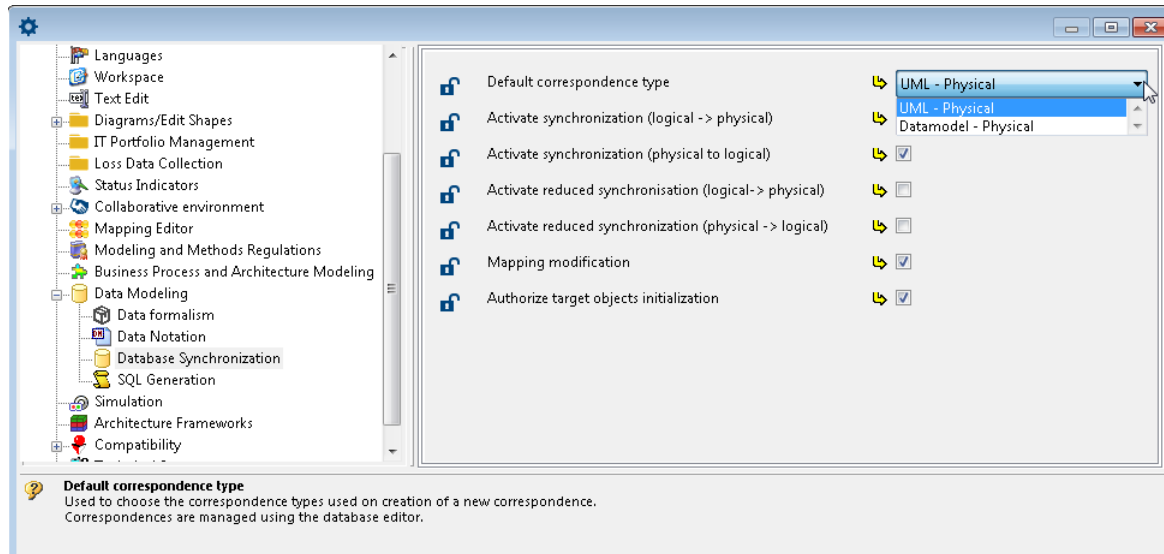 Languages
Workspace
Text Edit
Diagrams/Edit Shapes
IT Portfolio Management
Loss Data Collection
Status Indicators
Collaborative environment
Mapping Editor
Modeling and Methods Regulations
Business Process and Architecture Modeling
Data Modeling
Data formalism
Data Notation
Database Synchronization
SQL Generation
Simulation
Architecture Frameworks
Compatibility
Default correspondence type
UML - Physical
UML - Physical
Datamodel - Physical
Activate synchronization (logical -> physical)
Activate synchronization (physical to logical)
Activate reduced synchronisation (logical-> physical)
Activate reduced synchronization (physical -> logical)
Mapping modification
Authorize target objects initialization
Default correspondence type
Used to choose the correspondence types used on creation of a new correspondence.
Correspondences are managed using the database editor.